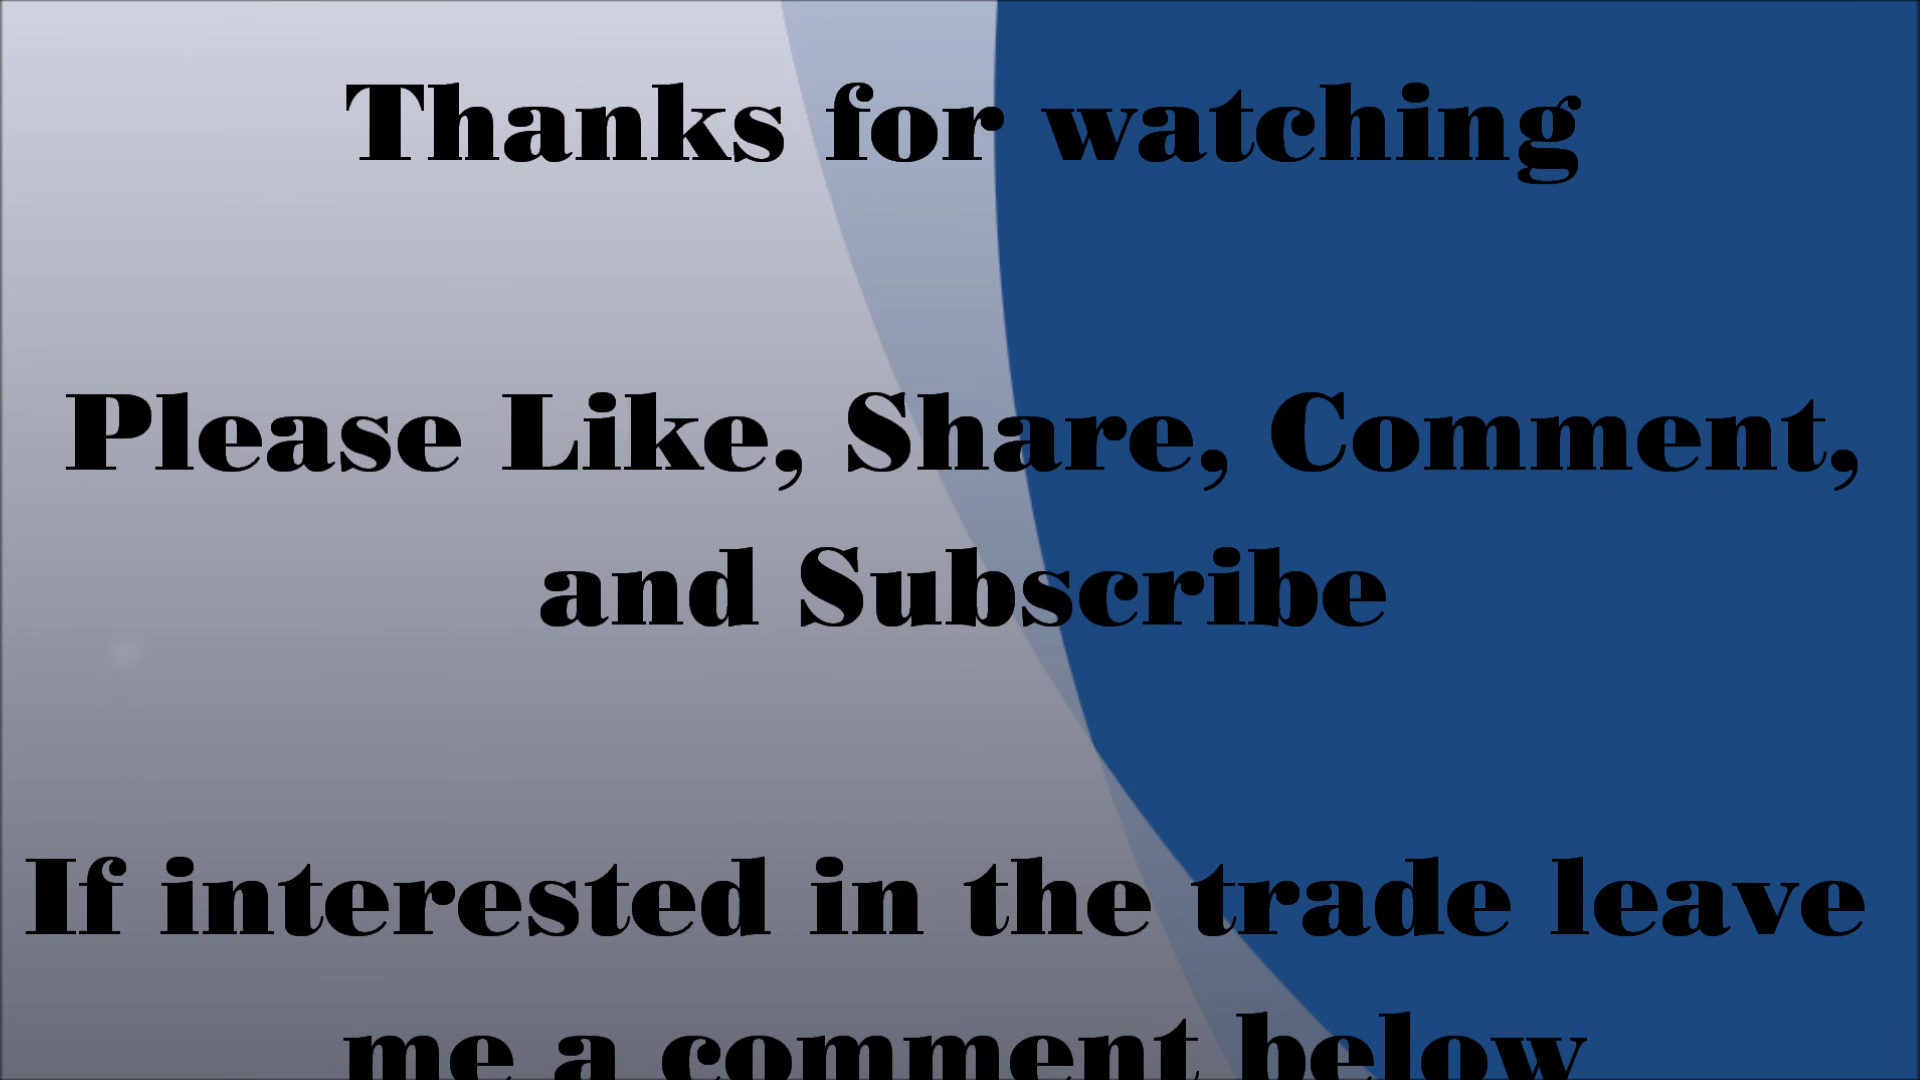 Thanks for watching
Please Like, Share, Comment,
and Subscribe
If interested in the trade leave
me a comment below